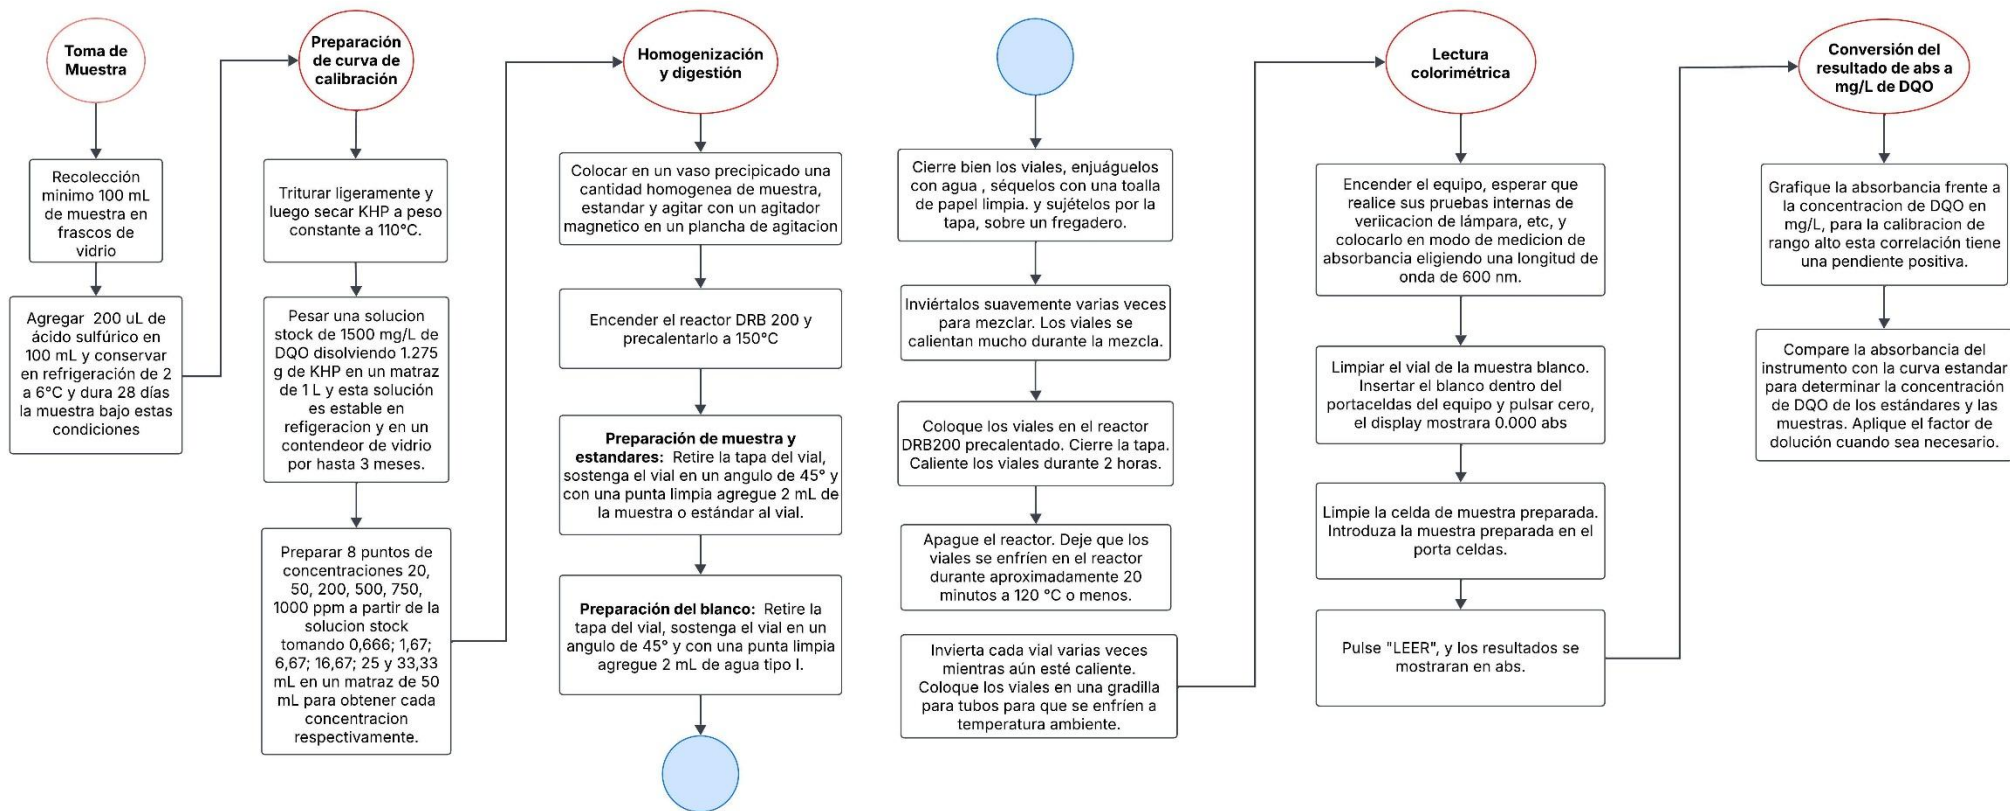 Toma de
Muestra
Recolección
minimo 100 mL
de muestra en
frascos de
vidrio
Agregar 200 uL de
ácido sulfúrico en
100 mL y conservar
en refrigeración de 2
a 6°C y dura 28 días
la muestra bajo estas
condiciones
Preparación
de curva de
calibración
Triturar ligeramente y
luego secar KHP a peso
constante a 110°C.
Pesar una solucion
stock de 1500 mg/L de
DQO disolviendo 1.275
g de KHP en un matraz
de 1 L y esta solución
es estable en
refigeracion y en un
contendeor de vidrio
por hasta 3 meses.
Preparar 8 puntos de
concentraciones 20,
50, 200, 500, 750,
1000 ppm a partir de la
solucion stock
tomando 0,666; 1,67;
6,67; 16,67; 25 y 33,33
mL en un matraz de 50
mL para obtener cada
concentracion
respectivamente.
Homogenización
y digestión
Colocar en un vaso precipicado una
cantidad homogenea de muestra,
estandar y agitar con un agitador
magnetico en un plancha de agitacion
Encender el reactor DRB 200 y
precalentarlo a 150°C
Preparación de muestra y
estandares: Retire la tapa del vial,
sostenga el vial en un angulo de 45° y
con una punta limpia agregue 2 mL de
la muestra o estándar al vial.
Preparación del blanco: Retire la
tapa del vial, sostenga el vial en un
angulo de 45° y con una punta limpia
agregue 2 mL de agua tipo I.
Cierre bien los viales, enjuáguelos
con agua , séquelos con una toalla
de papel limpia. y sujételos por la
tapa, sobre un fregadero.
Inviértalos suavemente varias veces
para mezclar. Los viales se
calientan mucho durante la mezcla.
Coloque los viales en el reactor
DRB200 precalentado. Cierre la tapa.
Caliente los viales durante 2 horas.
Apague el reactor. Deje que los
viales se enfríen en el reactor
durante aproximadamente 20
minutos a 120 °C o menos.
Invierta cada vial varias veces
mientras aún esté caliente.
Coloque los viales en una gradilla
para tubos para que se enfríen a
temperatura ambiente.
Lectura
colorimétrica
Encender el equipo, esperar que
realice sus pruebas internas de
veriicacion de lámpara, etc, y
colocarlo en modo de medicion de
absorbancia eligiendo una longitud de
onda de 600 nm.
Limpiar el vial de la muestra blanco.
Insertar el blanco dentro del
portaceldas del equipo y pulsar cero,
el display mostrara 0.000 abs
Limpie la celda de muestra preparada.
Introduza la muestra preparada en el
porta celdas.
Pulse "LEER", y los resultados se
mostraran en abs.
Conversión del
resultado de abs a
mg/L de DQO
Grafique la absorbancia frente a
la concentracion de DQO en
mg/L, para la calibracion de
rango alto esta correlación tiene
una pendiente positiva.
Compare la absorbancia del
instrumento con la curva estandar
para determinar la concentración
de DQO de los estándares y las
muestras. Aplique el factor de
dolución cuando sea necesario.